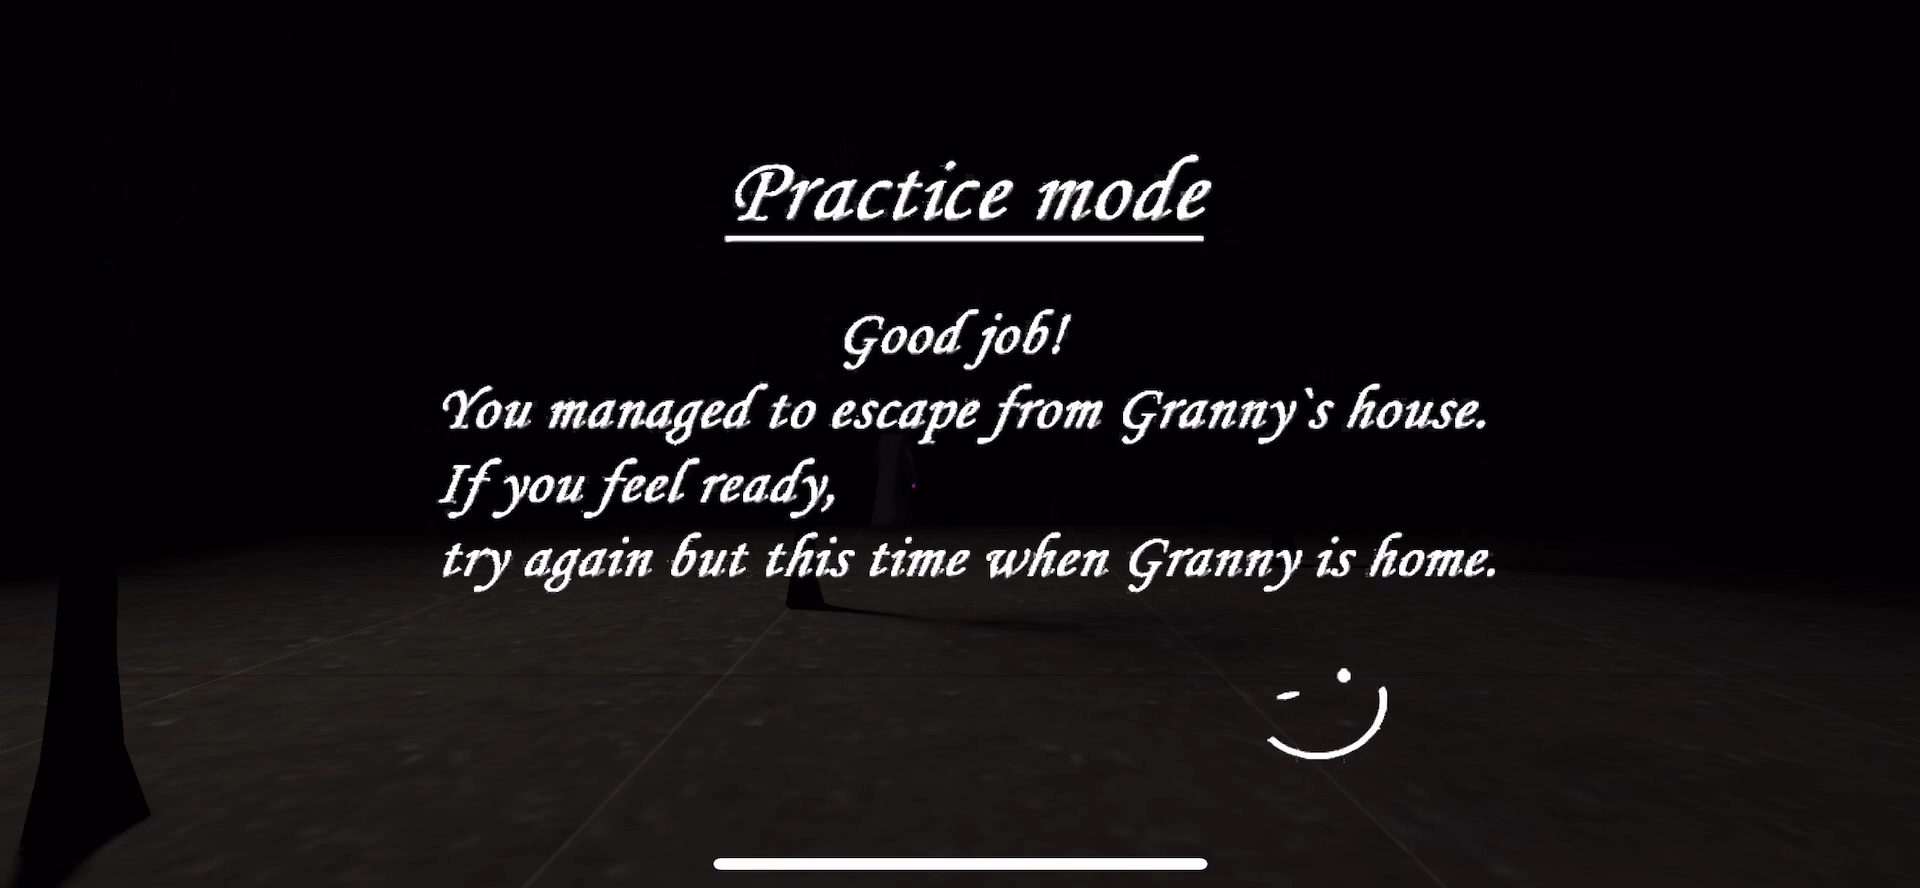 Practice mode
Good job!
You managed to escape from Granny`s house.
If you feel ready,
try again but this time when Granny is home.